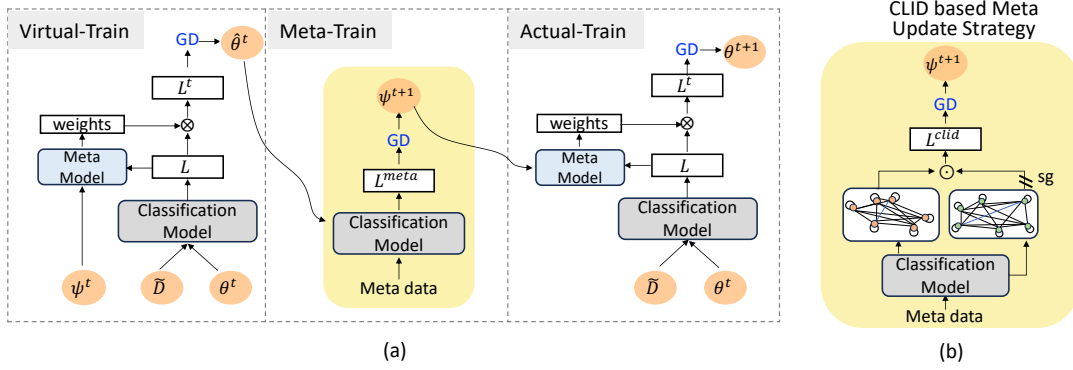 Virtual-Train
GD
θ̂^t
L^t
weights
⊗
Meta
Model
L
Classification
Model
ψ^t
D̃
θ^t
Meta-Train
ψ^{t+1}
GD
L^{meta}
Classification
Model
Meta data
Actual-Train
GD
θ^{t+1}
L^t
weights
⊗
Meta
Model
L
Classification
Model
D̃
θ^t
(a)
CLID based Meta
Update Strategy
ψ^{t+1}
GD
L^{clid}
⊙
sg
Classification
Model
Meta data
(b)